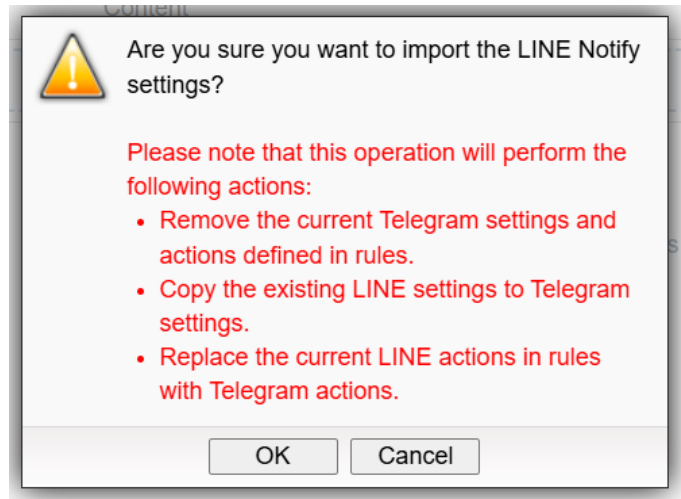 Content
Are you sure you want to import the LINE Notify
settings?
Please note that this operation will perform the
following actions:
• Remove the current Telegram settings and
actions defined in rules.
• Copy the existing LINE settings to Telegram
settings.
• Replace the current LINE actions in rules
with Telegram actions.
OK Cancel